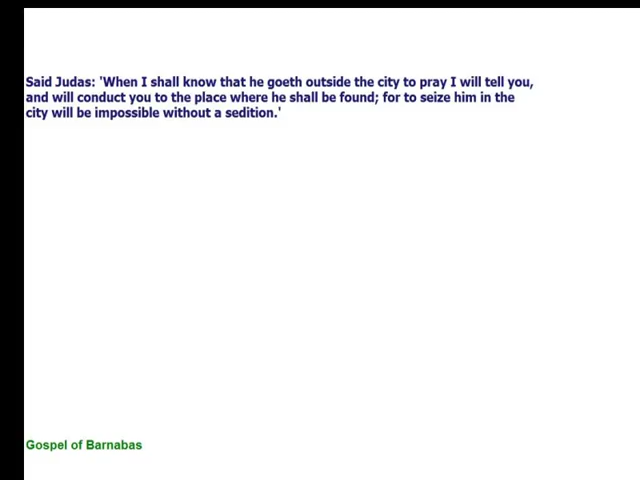 Said Judas: 'When I shall know that he goeth outside the city to pray I will tell you,
and will conduct you to the place where he shall be found; for to seize him in the
city will be impossible without a sedition.'
Gospel of Barnabas